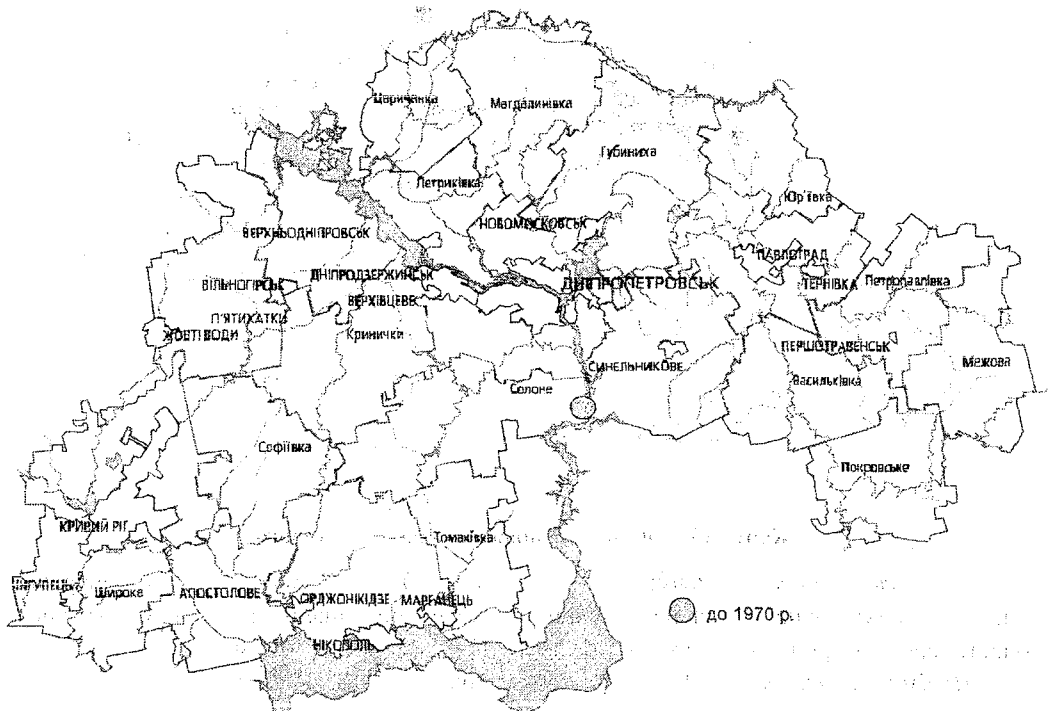 Царичанка
Магдалинівка
Губиниха
Петриківка
Юр'ївка
НОВОМОСКОВСЬК
ВЕРХНЬОДНІПРОВСЬК
ПАВЛОГРАД
ДНІПРОДЗЕРЖИНСЬК
ДНІПРОПЕТРОВСЬК
ТЕРНІВКА
Петропавлівка
ВІЛЬНОГІРСЬК
ВЕРХІВЦЕВЕ
П'ЯТИХАТКИ
ЖОВТІ ВОДИ
Кринички
ПЕРШОТРАВЕНСЬК
Межова
СИНЕЛЬНИКОВЕ
Солоне
Васильківка
Софіївка
Покровське
КРИВИЙ РІГ
Томаківка
Широке
АПОСТОЛОВЕ
ОРДЖОНІКІДЗЕ
МАРГАНЕЦЬ
до 1970 р.
НІКОПОЛЬ